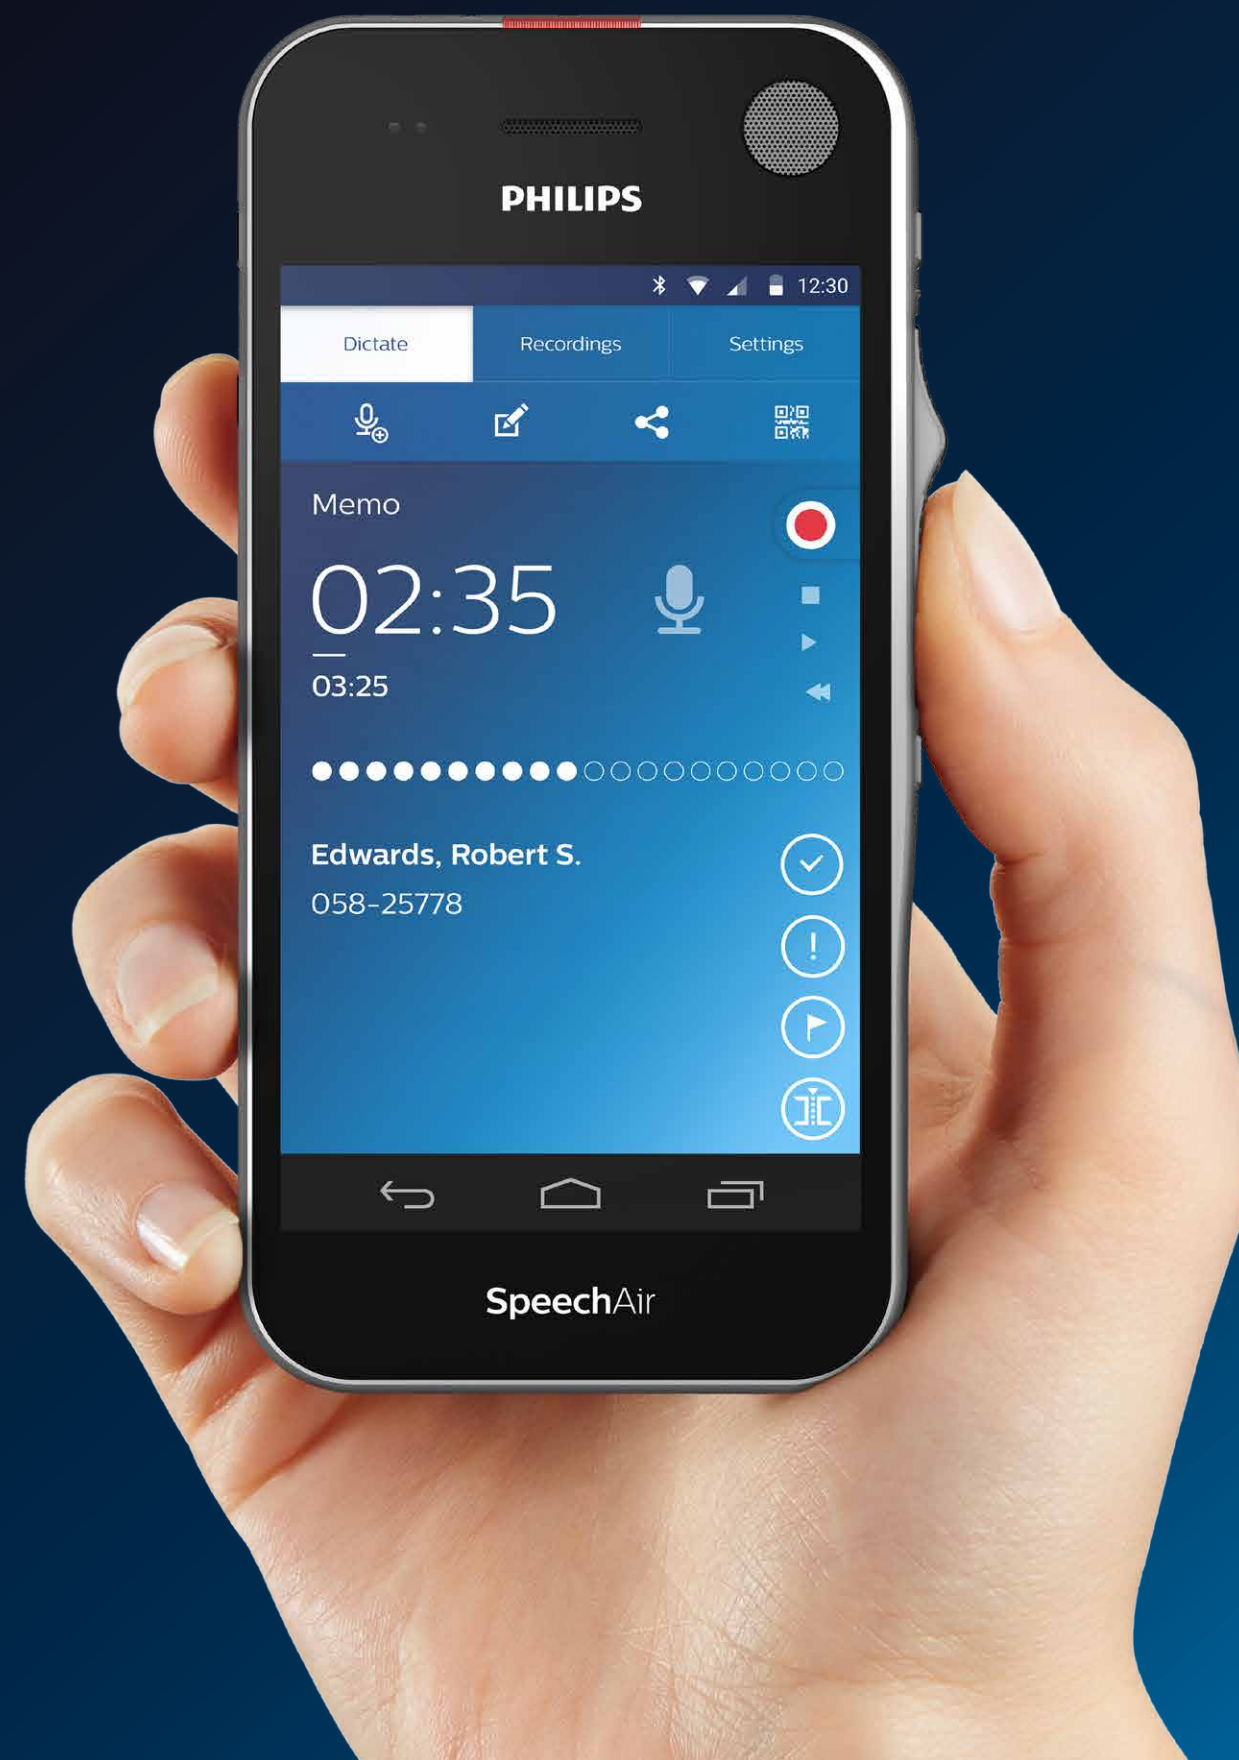 PHILIPS
12:30
Dictate Recordings Settings
Memo
02:35
03:25
Edwards, Robert S.
058-25778
SpeechAir